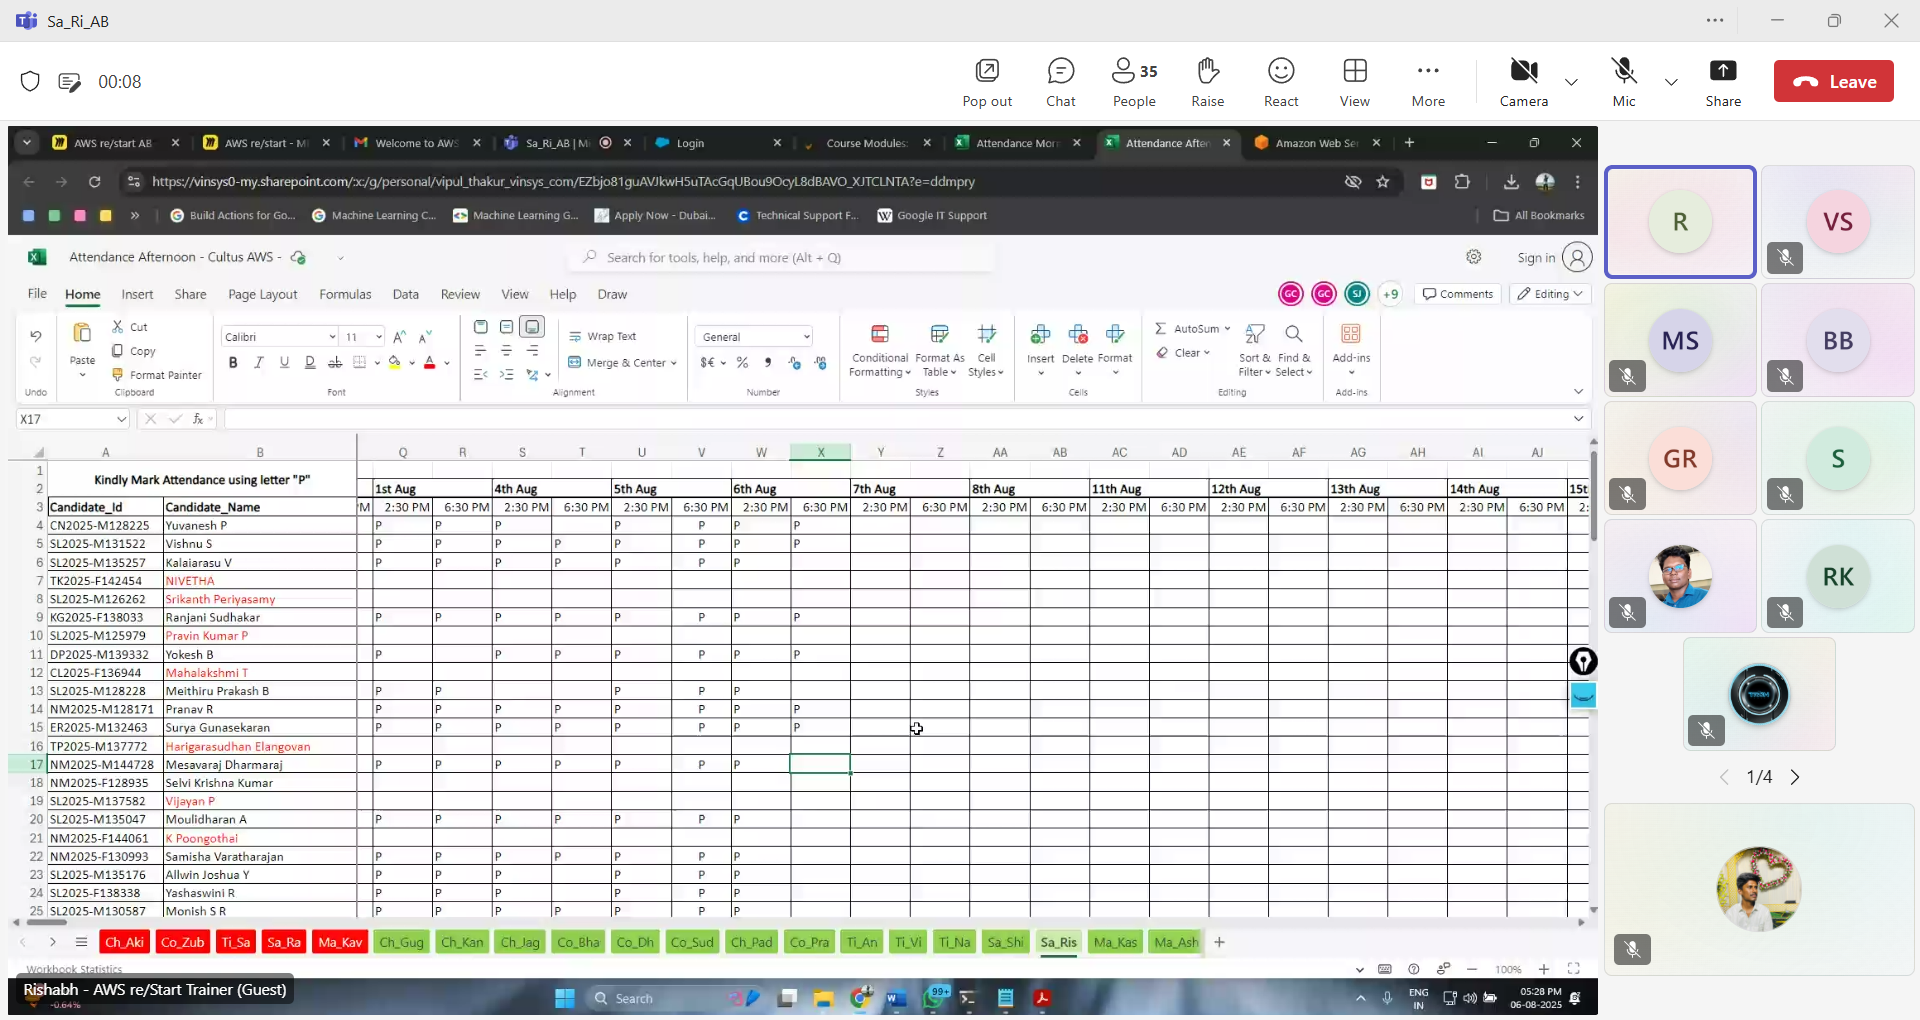 Sa_Ri_AB
00:08
Pop out
Chat
35
People
Raise
React
View
More
Camera
Mic
Share
Leave
AWS re/start AB
AWS re/start - M
Welcome to AWS
Sa_Ri_AB | M
Login
Course Modules:
Attendance Mor
Attendance After
Amazon Web Se
https://vinsys0-my.sharepoint.com/:x:/g/personal/vipul_thakur_vinsys_com/EZbjo81guAVJkwH5uTAcGqUBou9OcyL8dBAVO_XJTCLNTA?e=ddmpry
Build Actions for Go...
Machine Learning C...
Machine Learning G...
Apply Now - Dubai...
Technical Support F...
Google IT Support
All Bookmarks
Attendance Afternoon - Cultus AWS -
Search for tools, help, and more (Alt + Q)
Sign in
File Home Insert Share Page Layout Formulas Data Review View Help Draw
GC GC SJ +9
Comments
Editing
Cut
Copy
Paste
Format Painter
Calibri 11
B I U D ab A
Wrap Text
Merge & Center
General
$€ % 9
Conditional Formatting
Format As Table
Cell Styles
Insert Delete Format
AutoSum
Clear
Sort & Filter
Find & Select
Add-ins
Undo Clipboard Font Alignment Number Styles Cells Editing Add-ins
X17
fx
A B Q R S T U V W X Y Z AA AB AC AD AE AF AG AH AI AJ
1 Kindly Mark Attendance using letter "P"
2 1st Aug 4th Aug 5th Aug 6th Aug 7th Aug 8th Aug 11th Aug 12th Aug 13th Aug 14th Aug 15t
3 Candidate_Id Candidate_Name M 2:30 PM 6:30 PM 2:30 PM 6:30 PM 2:30 PM 6:30 PM 2:30 PM 6:30 PM 2:30 PM 6:30 PM 2:30 PM 6:30 PM 2:30 PM 6:30 PM 2:30 PM 6:30 PM 2:30 PM 6:30 PM 2:30 PM 6:30 PM 2:
4 CN2025-M128225 Yuvanesh P P P P P P P P
5 SL2025-M131522 Vishnu S P P P P P P P P
6 SL2025-M135257 Kalaiarasu V P P P P P P P
7 TK2025-F142454 NIVETHA
8 SL2025-M126262 Srikanth Periyasamy
9 KG2025-F138033 Ranjani Sudhakar P P P P P P P P
10 SL2025-M125979 Pravin Kumar P
11 DP2025-M139332 Yokesh B P P P P P P P
12 CL2025-F136944 Mahalakshmi T
13 SL2025-M128228 Meithiru Prakash B P P P P P
14 NM2025-M128171 Pranav R P P P P P P P P
15 ER2025-M132463 Surya Gunasekaran P P P P P P P P
16 TP2025-M137772 Harigarasudhan Elangovan
17 NM2025-M144728 Mesavaraj Dharmaraj P P P P P P P
18 NM2025-F128935 Selvi Krishna Kumar
19 SL2025-M137582 Vijayan P
20 SL2025-M135047 Moulidharan A P P P P P P P
21 NM2025-F144061 K Poongothai
22 NM2025-F130993 Samisha Varatharajan P P P P P P P
23 SL2025-M135176 Allwin Joshua Y P P P P P P
24 SL2025-F138338 Yashaswini R P P P P P P
25 SL2025-M130587 Monish S R P P P P P P P
Ch_Aki Co_Zub Ti_Sa Sa_Ra Ma_Kav Ch_Gug Ch_Kan Ch_Jag Co_Bha Co_Dh Co_Sud Ch_Pad Co_Pra Ti_An Ti_Vi Ti_Na Sa_Shi Sa_Ris Ma_Kas Ma_Ash
Workbook Statistics
100%
Rishabh - AWS re/Start Trainer (Guest)
-0.64%
Search
99+
ENG
IN
05:28 PM
06-08-2025
R
VS
MS
BB
GR
S
RK
1/4